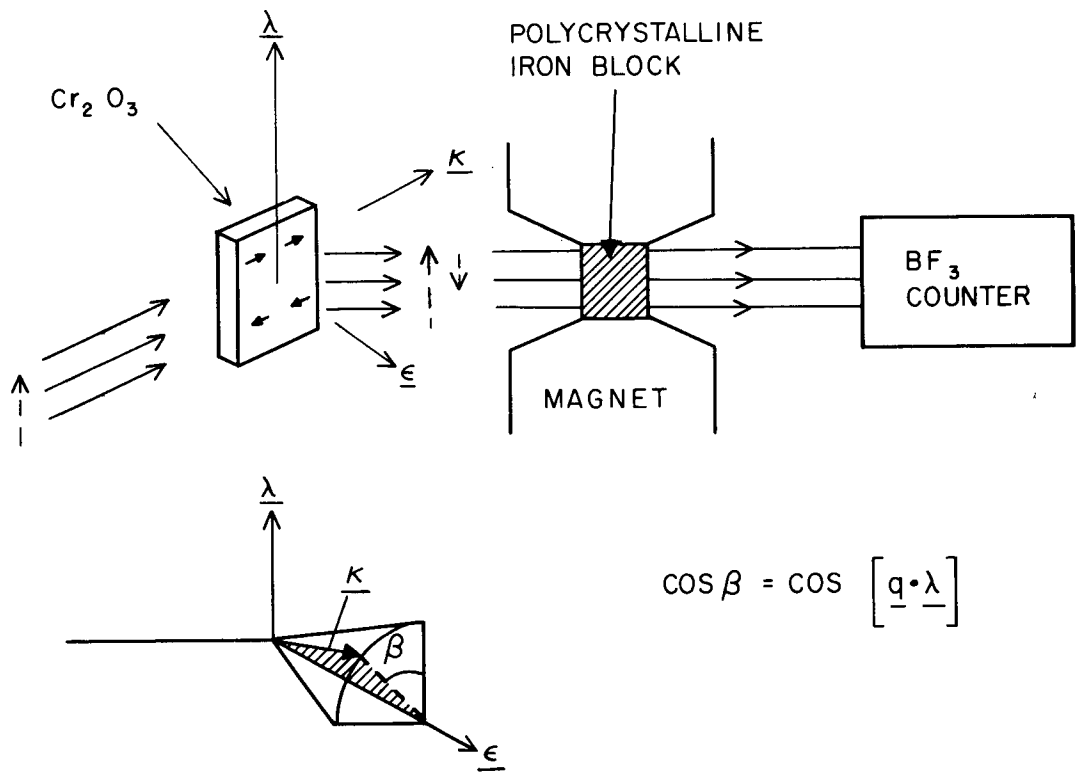 λ
POLYCRYSTALLINE
IRON BLOCK
Cr₂ O₃
κ
BF₃
COUNTER
ϵ
MAGNET
λ
κ
β
COS β = COS [q·λ]
ϵ